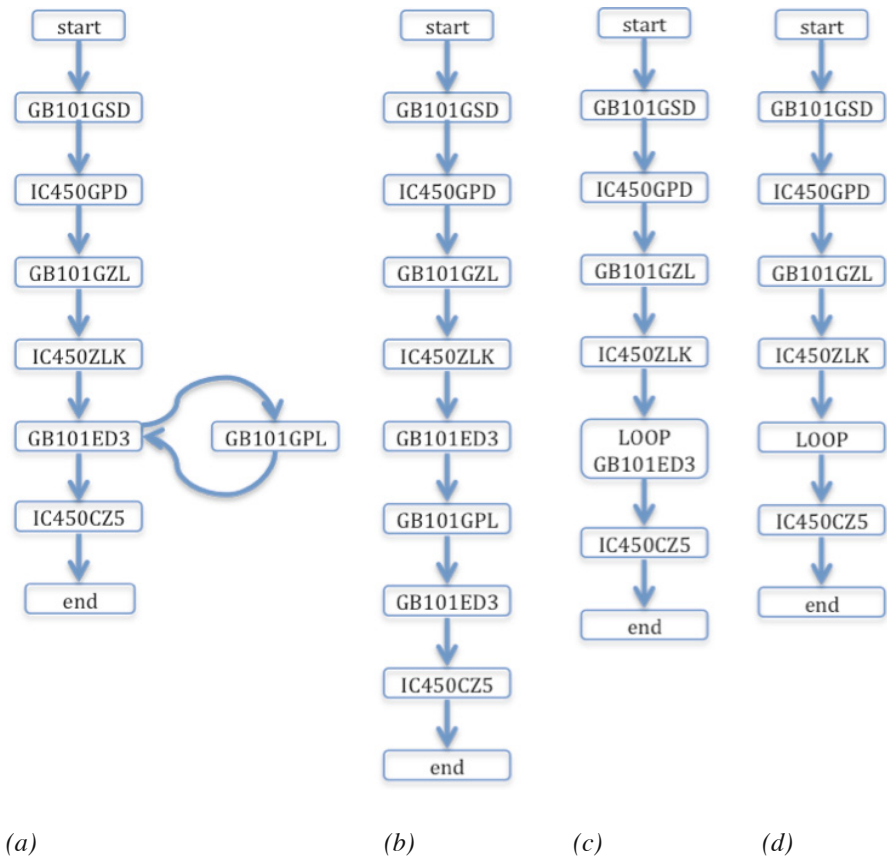 start
GB101GSD
IC450GPD
GB101GZL
IC450ZLK
GB101ED3
GB101GPL
IC450CZ5
end
(a)
start
GB101GSD
IC450GPD
GB101GZL
IC450ZLK
GB101ED3
GB101GPL
GB101ED3
IC450CZ5
end
(b)
start
GB101GSD
IC450GPD
GB101GZL
IC450ZLK
LOOP
GB101ED3
IC450CZ5
end
(c)
start
GB101GSD
IC450GPD
GB101GZL
IC450ZLK
LOOP
IC450CZ5
end
(d)